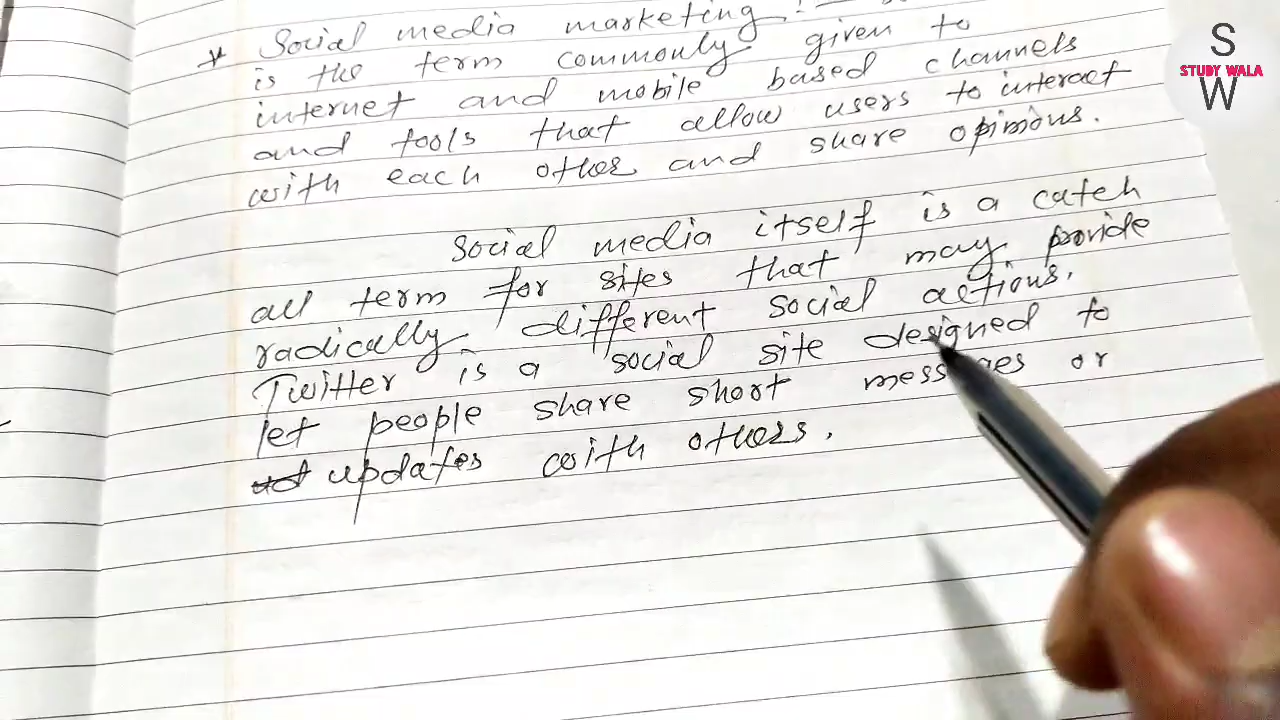 * Social media marketing :-
is the term commonly given to
internet and mobile based channels
and tools that allow users to interact
with each other and share opinions.
Social media itself is a catch
all term for sites that may provide
radically different social actions.
Twitter is a social site designed to
let people share short messages or
updates with others.
S
STUDY WALA
W